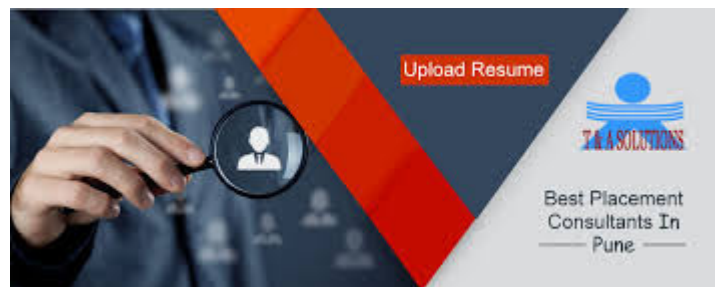 Upload Resume
T & A SOLUTIONS
Best Placement
Consultants In
Pune